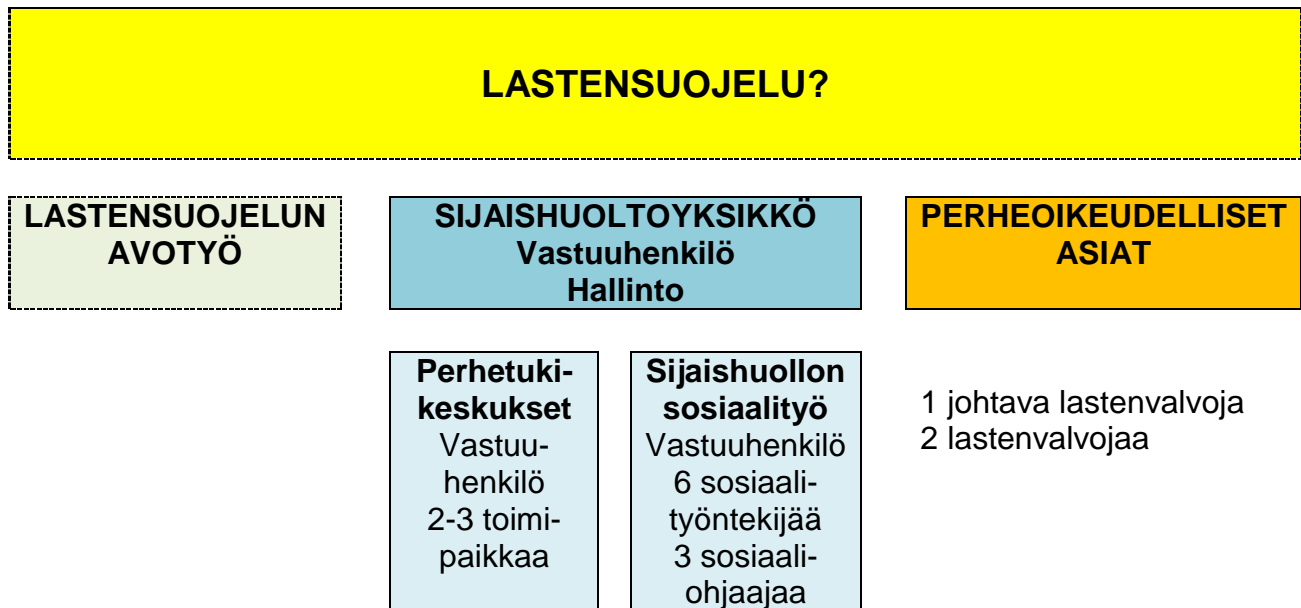 LASTENSUOJELU?
LASTENSUOJELUN
AVOTYÖ
SIJAISHUOLTOYKSIKKÖ
Vastuuhenkilö
Hallinto
PERHEOIKEUDELLISET
ASIAT
Perhetuki-
keskukset
Vastuu-
henkilö
2-3 toimi-
paikkaa
Sijaishuollon
sosiaalityö
Vastuuhenkilö
6 sosiaali-
työntekijää
3 sosiaali-
ohjaajaa
1 johtava lastenvalvoja
2 lastenvalvojaa